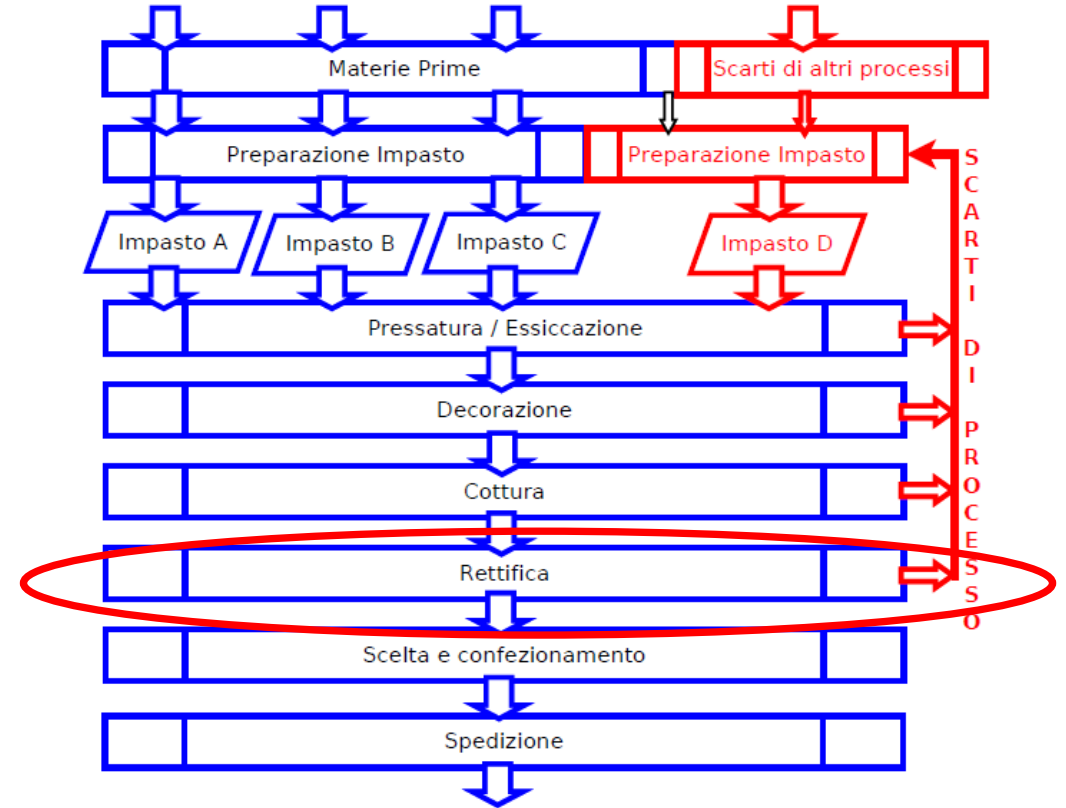 Materie Prime
Scarti di altri processi
Preparazione Impasto
Preparazione Impasto
Impasto A
Impasto B
Impasto C
Impasto D
Pressatura / Essiccazione
Decorazione
Cottura
Rettifica
Scelta e confezionamento
Spedizione
SCARTI DI PROCESSO